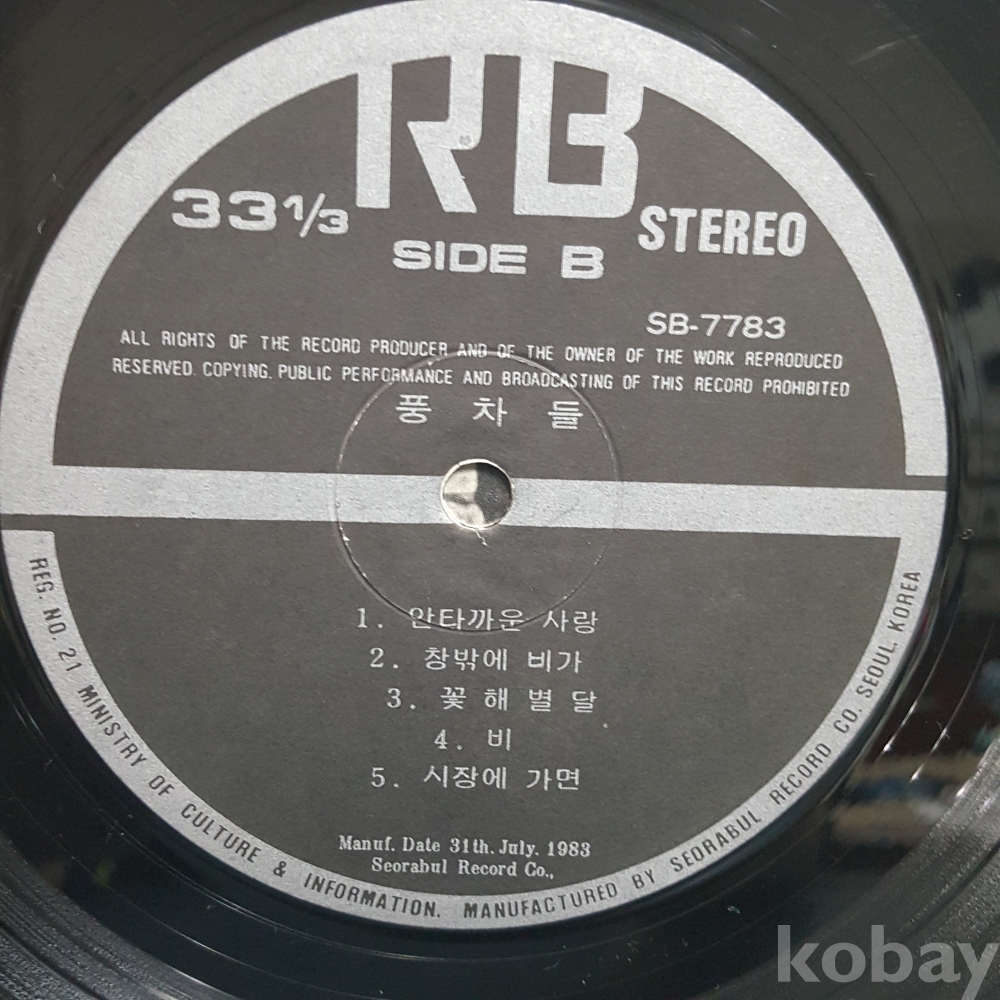 RB
33 1/3
STEREO
SIDE B
SB-7783
ALL RIGHTS OF THE RECORD PRODUCER AND OF THE OWNER OF THE WORK REPRODUCED
RESERVED. COPYING. PUBLIC PERFORMANCE AND BROADCASTING OF THIS RECORD PROHIBITED
풍 차 들
1. 안타까운 사랑
2. 창밖에 비가
3. 꽃 해 별 달
4. 비
5. 시장에 가면
Manuf. Date 31th. July. 1983
Seorabul Record Co.,
REG. NO. 21 MINISTRY OF CULTURE & INFORMATION. MANUFACTURED BY SEORABUL RECORD CO. SEOUL. KOREA
kobay